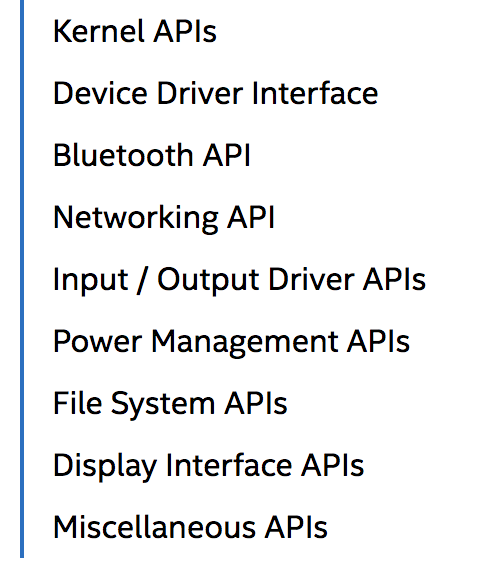 Kernel APIs
Device Driver Interface
Bluetooth API
Networking API
Input / Output Driver APIs
Power Management APIs
File System APIs
Display Interface APIs
Miscellaneous APIs